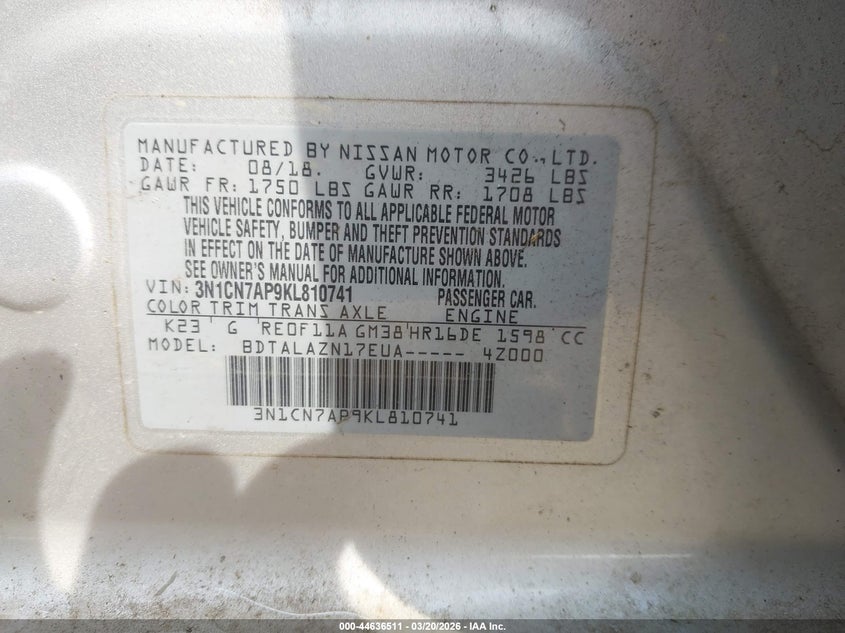 MANUFACTURED BY NISSAN MOTOR CO., LTD.
DATE: 08/18. GVWR: 3426 LBS
GAWR FR: 1750 LBS GAWR RR: 1708 LBS
THIS VEHICLE CONFORMS TO ALL APPLICABLE FEDERAL MOTOR
VEHICLE SAFETY, BUMPER AND THEFT PREVENTION STANDARDS
IN EFFECT ON THE DATE OF MANUFACTURE SHOWN ABOVE.
SEE OWNER'S MANUAL FOR ADDITIONAL INFORMATION.
VIN: 3N1CN7AP9KL810741 PASSENGER CAR.
COLOR TRIM TRANS AXLE ENGINE
K23 G RE0F11A GM38 HR16DE 1598 CC
MODEL: BDTALAZN17EUA----- 4Z000
3N1CN7AP9KL810741
000-44636511 — 03/20/2026 — IAA Inc.